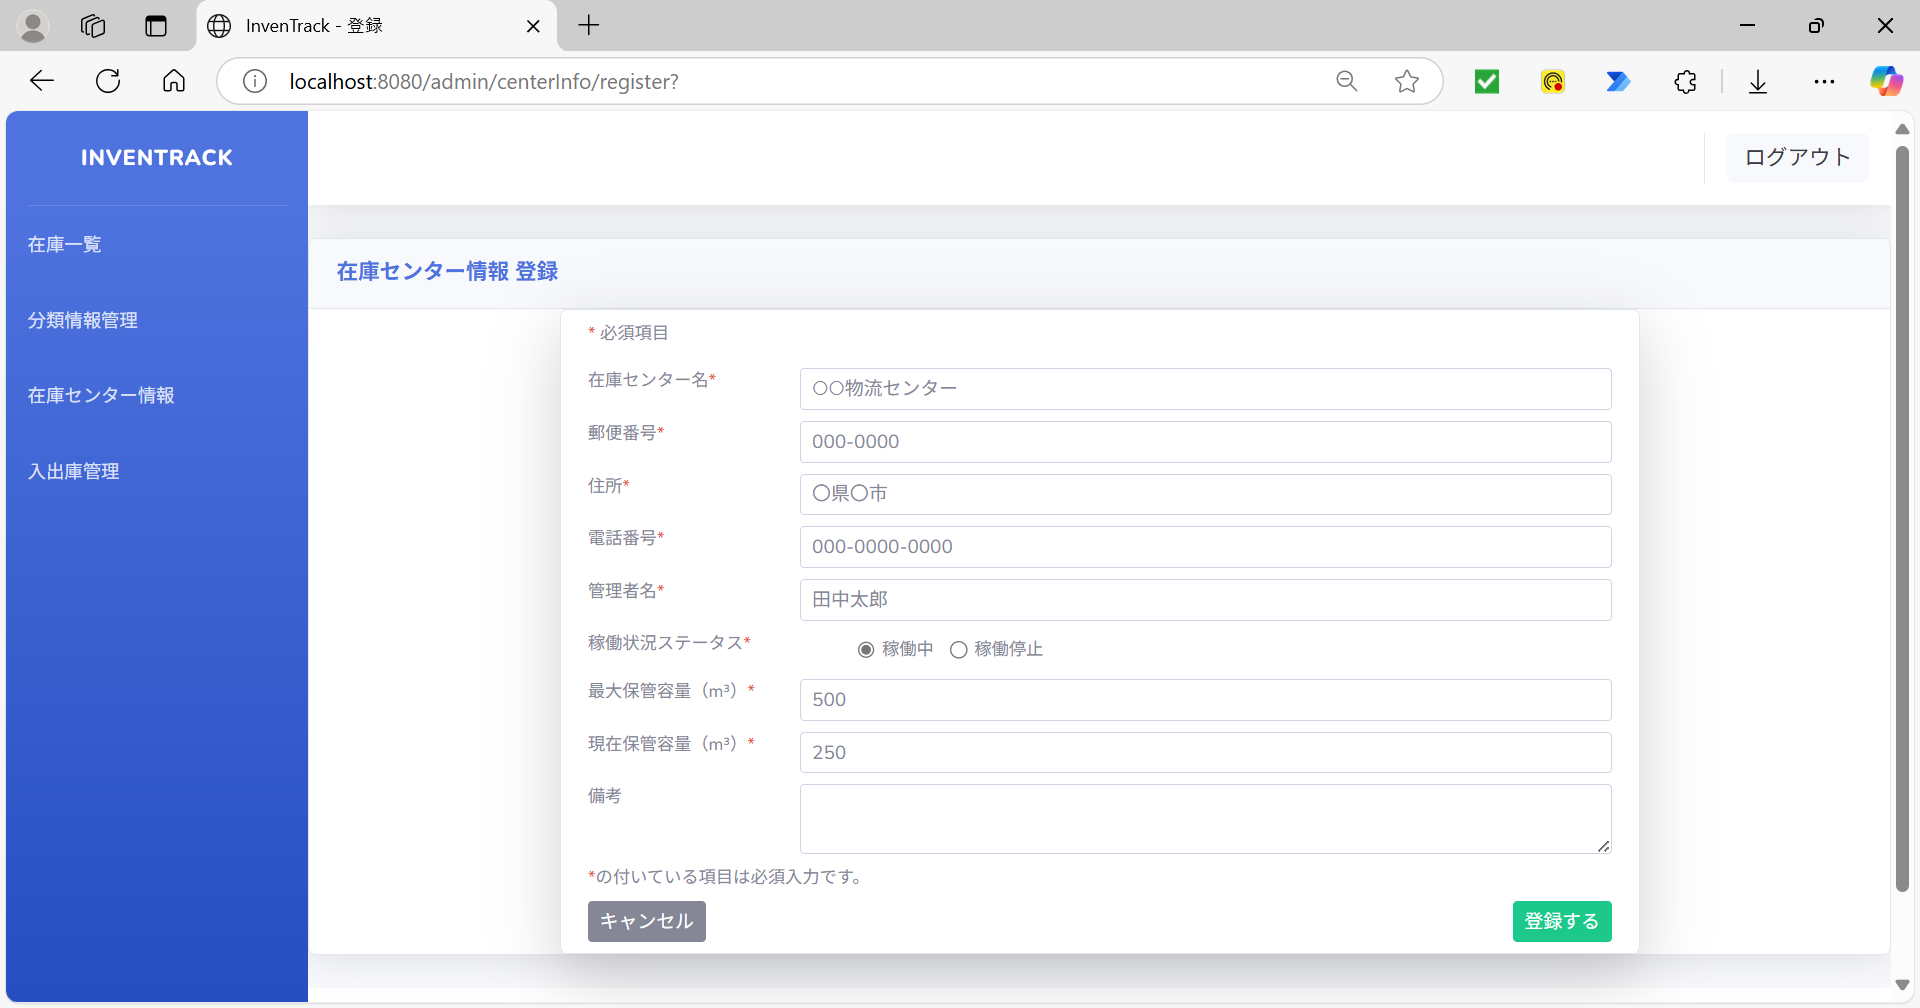 InvenTrack - 登録
localhost:8080/admin/centerInfo/register?
INVENTRACK
ログアウト
在庫一覧
分類情報管理
在庫センター情報
入出庫管理
在庫センター情報 登録
* 必須項目
在庫センター名*
○○物流センター
郵便番号*
000-0000
住所*
〇県〇市
電話番号*
000-0000-0000
管理者名*
田中太郎
稼働状況ステータス*
稼働中 稼働停止
最大保管容量（m³）*
500
現在保管容量（m³）*
250
備考
*の付いている項目は必須入力です。
キャンセル
登録する